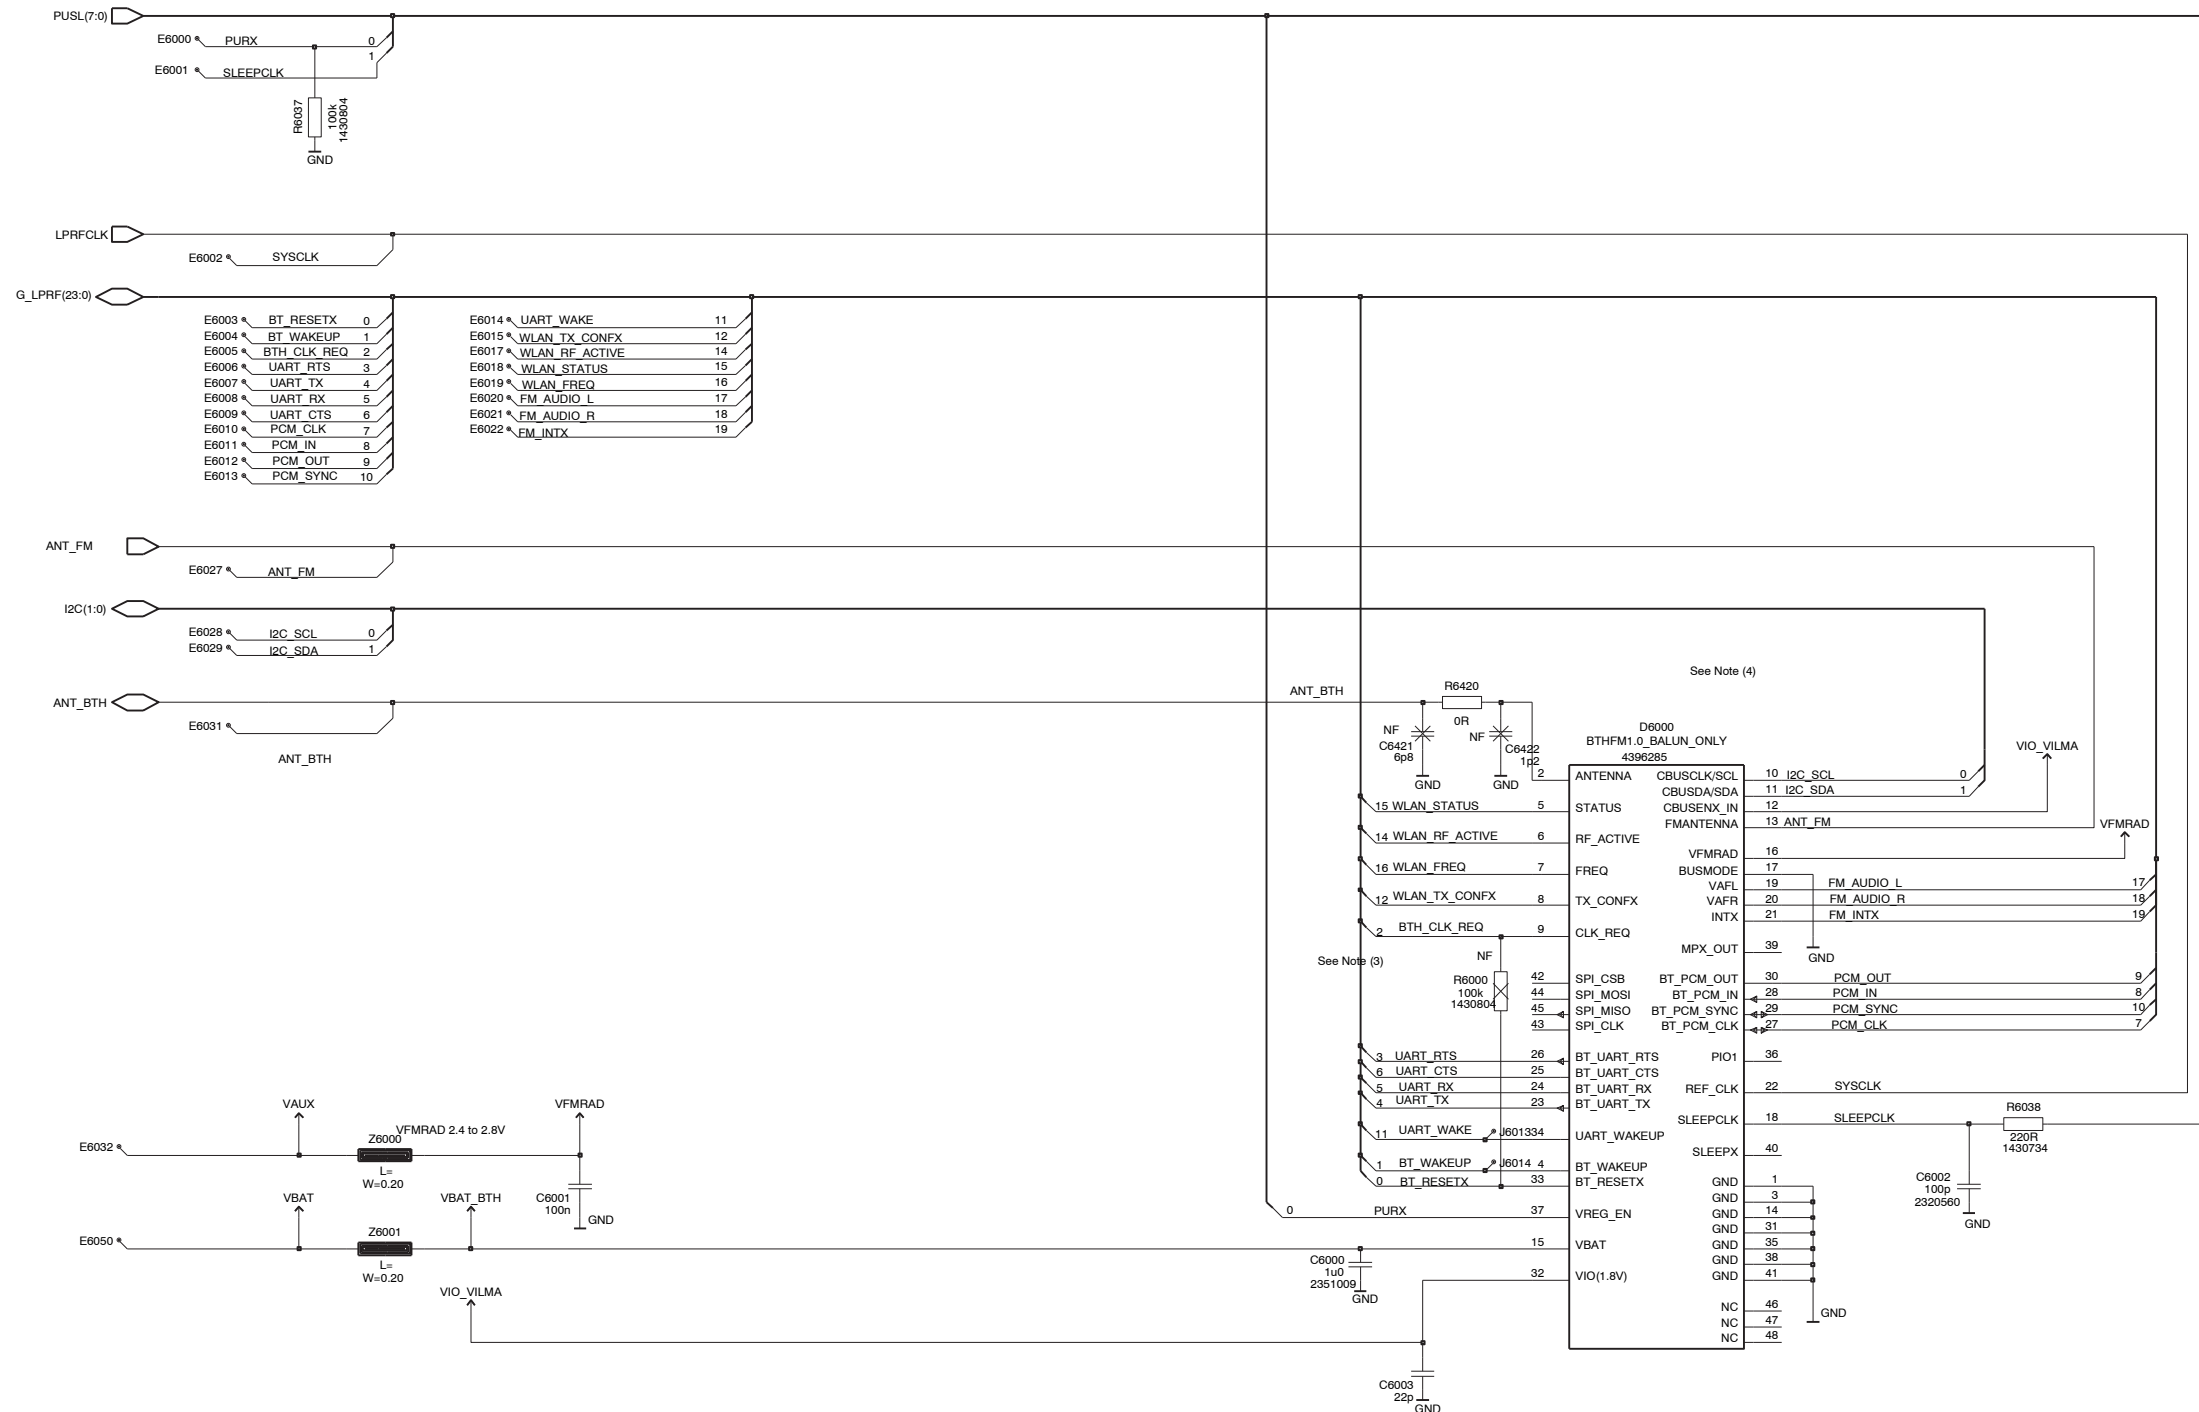 PUSL(7:0)
E6000 PURX 0
1
E6001 SLEEPCLK
R6037
100k
1430804
GND
LPRFCLK
E6002 SYSCLK
G_LPRF(23:0)
E6003 BT_RESETX 0
E6004 BT_WAKEUP 1
E6005 BTH_CLK_REQ 2
E6006 UART_RTS 3
E6007 UART_TX 4
E6008 UART_RX 5
E6009 UART_CTS 6
E6010 PCM_CLK 7
E6011 PCM_IN 8
E6012 PCM_OUT 9
E6013 PCM_SYNC 10
E6014 UART_WAKE 11
E6015 WLAN_TX_CONFX 12
E6017 WLAN_RF_ACTIVE 14
E6018 WLAN_STATUS 15
E6019 WLAN_FREQ 16
E6020 FM_AUDIO_L 17
E6021 FM_AUDIO_R 18
E6022 FM_INTX 19
ANT_FM
E6027 ANT_FM
I2C(1:0)
E6028 I2C_SCL 0
E6029 I2C_SDA 1
ANT_BTH
E6031
ANT_BTH
ANT_BTH
R6420
0R
NF
C6421
6p8
GND
NF
C6422
1p2
GND
See Note (4)
D6000
BTHFM1.0_BALUN_ONLY
4396285
VIO_VILMA
VFMRAD
2 ANTENNA
15 WLAN_STATUS 5 STATUS
14 WLAN_RF_ACTIVE 6 RF_ACTIVE
16 WLAN_FREQ 7 FREQ
12 WLAN_TX_CONFX 8 TX_CONFX
2 BTH_CLK_REQ 9 CLK_REQ
See Note (3)
NF
R6000
100k
1430804
42 SPI_CSB
44 SPI_MOSI
45 SPI_MISO
43 SPI_CLK
3 UART_RTS 26 BT_UART_RTS
6 UART_CTS 25 BT_UART_CTS
5 UART_RX 24 BT_UART_RX
4 UART_TX 23 BT_UART_TX
11 UART_WAKE J601334 UART_WAKEUP
1 BT_WAKEUP J6014 4 BT_WAKEUP
0 BT_RESETX 33 BT_RESETX
0 PURX 37 VREG_EN
15 VBAT
32 VIO(1.8V)
CBUSCLK/SCL 10 I2C_SCL 0
CBUSDA/SDA 11 I2C_SDA 1
CBUSENX_IN 12
FMANTENNA 13 ANT_FM
VFMRAD 16
BUSMODE 17
VAFL 19 FM_AUDIO_L 17
VAFR 20 FM_AUDIO_R 18
INTX 21 FM_INTX 19
MPX_OUT 39
GND
BT_PCM_OUT 30 PCM_OUT 9
BT_PCM_IN 28 PCM_IN 8
BT_PCM_SYNC 29 PCM_SYNC 10
BT_PCM_CLK 27 PCM_CLK 7
PIO1 36
REF_CLK 22 SYSCLK
SLEEPCLK 18 SLEEPCLK
R6038
220R
1430734
SLEEPX 40
C6002
100p
2320560
GND
GND 1
GND 3
GND 14
GND 31
GND 35
GND 38
GND 41
GND
NC 46
NC 47
NC 48
VAUX
VFMRAD
VFMRAD 2.4 to 2.8V
E6032
Z6000
L=
W=0.20
C6001
100n
GND
VBAT
VBAT_BTH
E6050
Z6001
L=
W=0.20
VIO_VILMA
C6000
1u0
2351009
GND
C6003
22p
GND